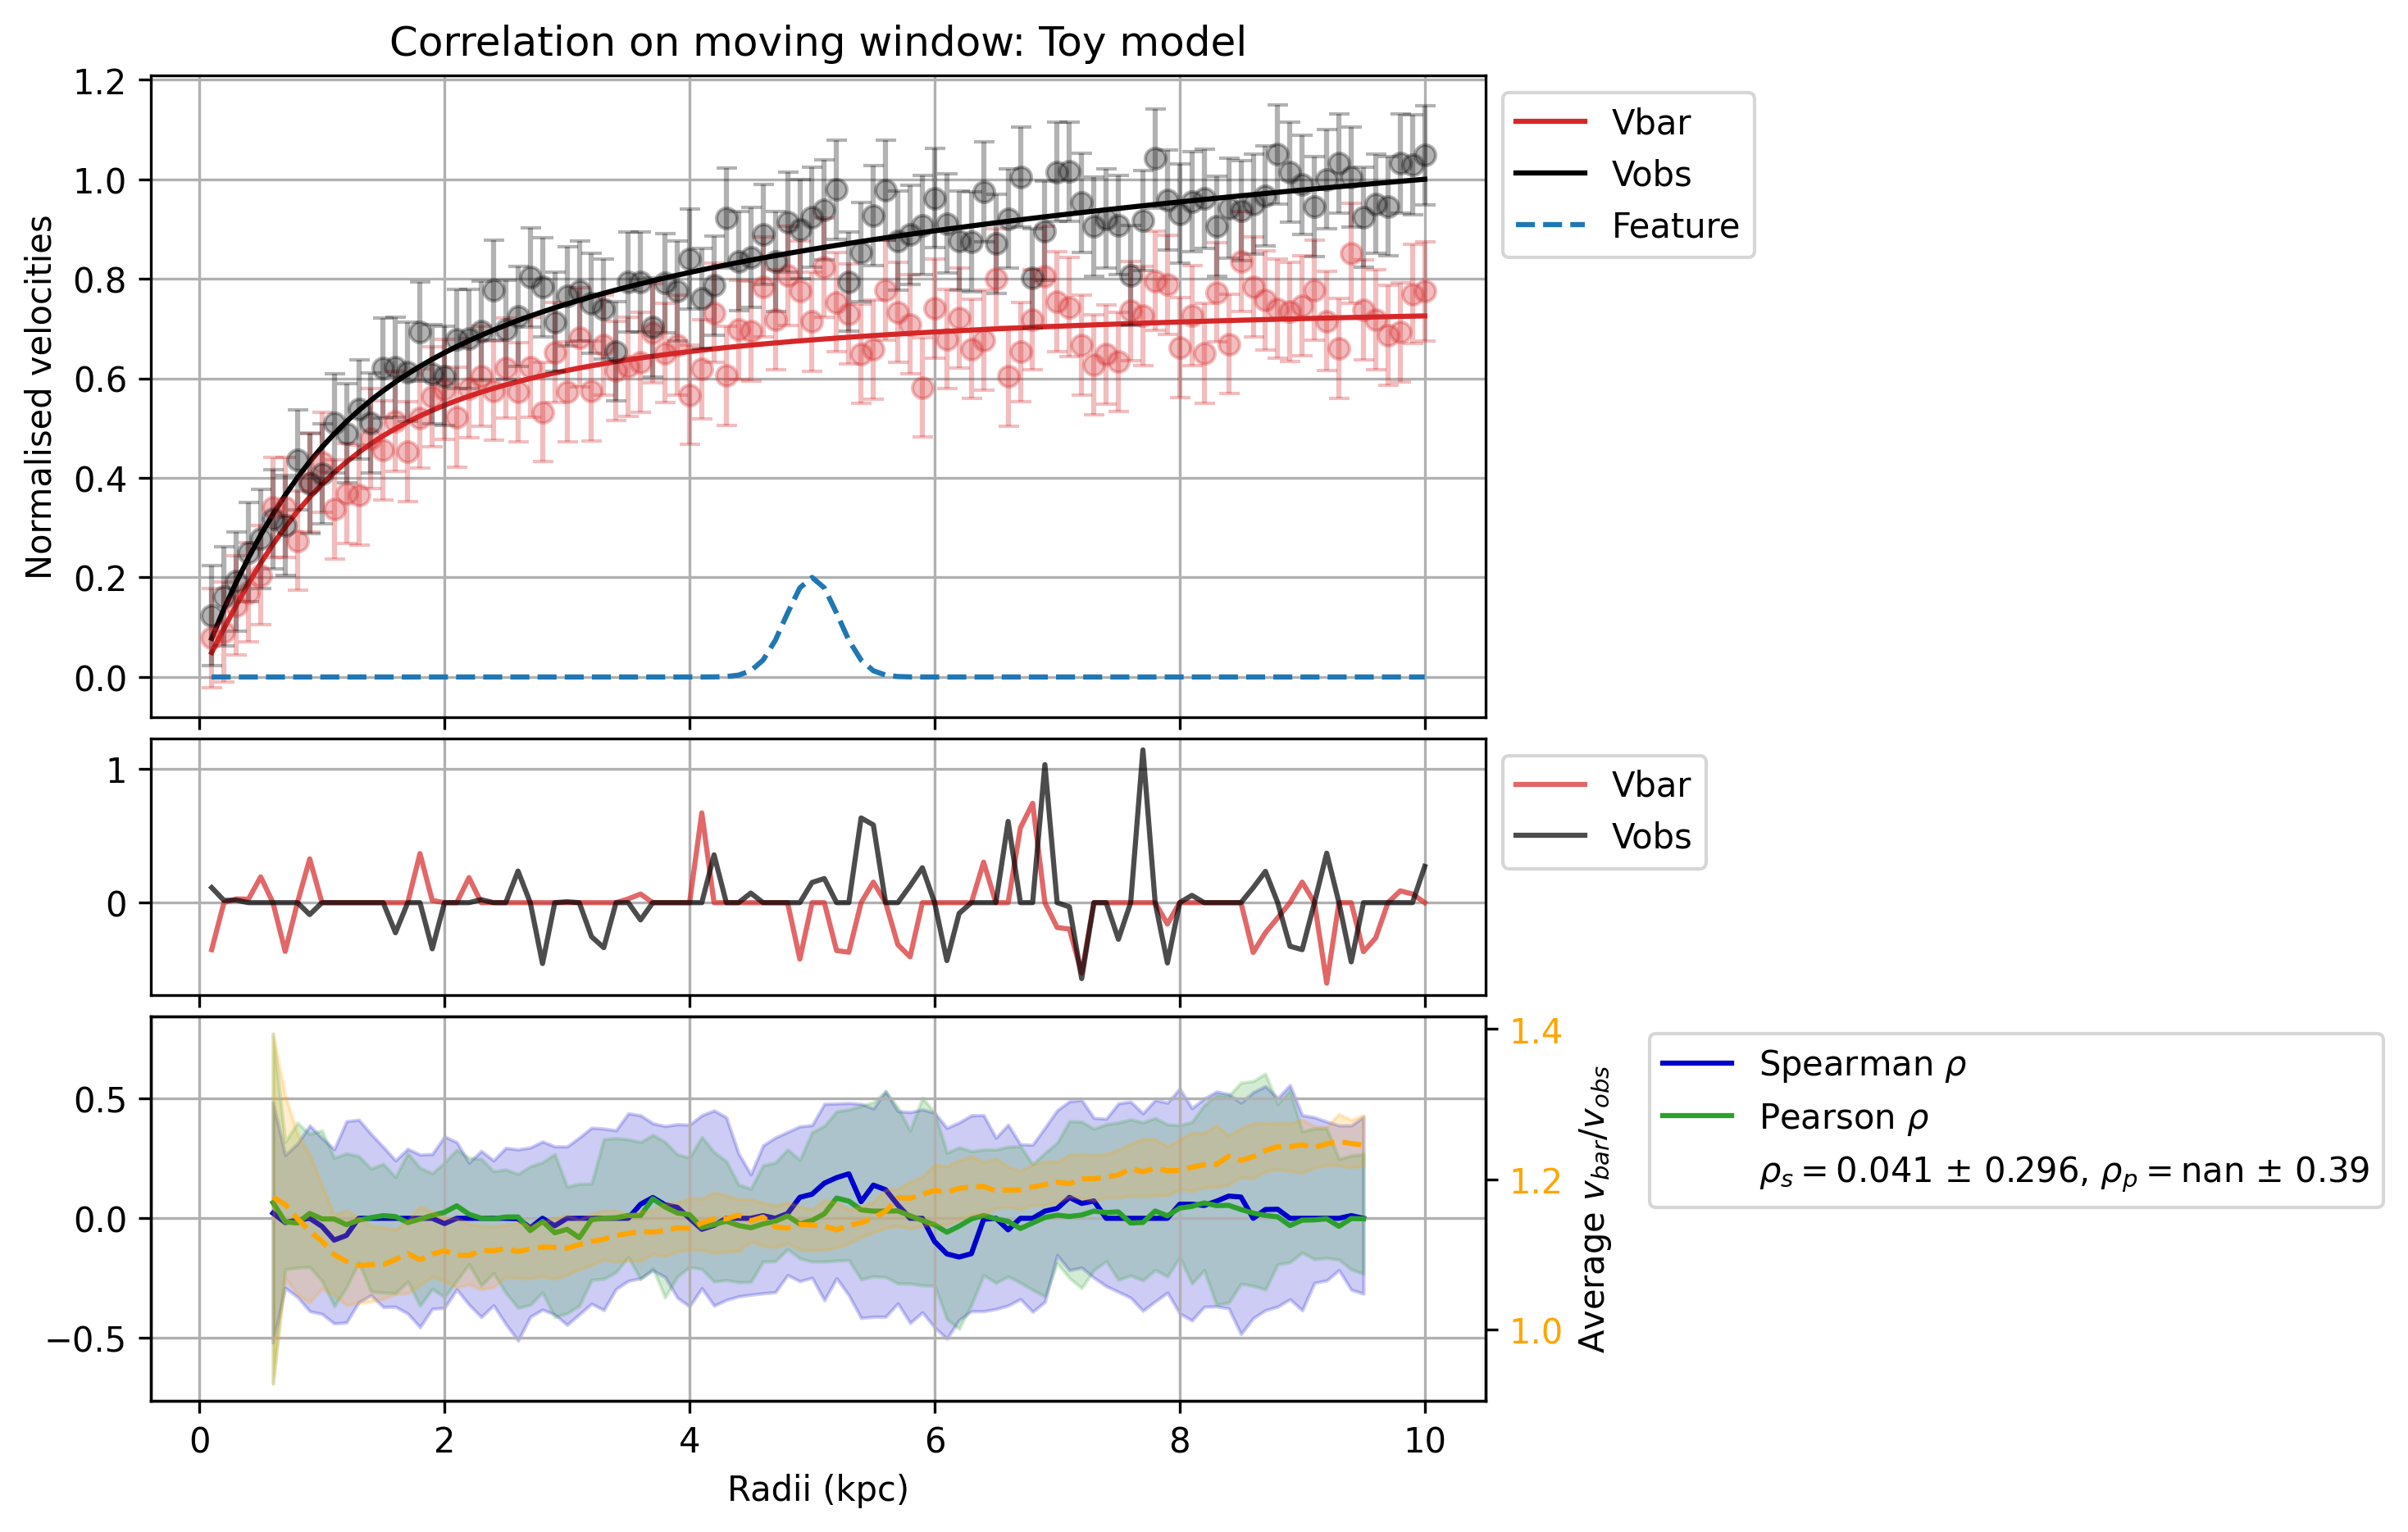 Correlation on moving window: Toy model
Normalised velocities
1.2
1.0
0.8
0.6
0.4
0.2
0.0
Vbar
Vobs
Feature
1
0
Vbar
Vobs
0.5
0.0
−0.5
1.4
1.2
1.0
Average v_bar/v_obs
Spearman ρ
Pearson ρ
ρ_s = 0.041 ± 0.296, ρ_p = nan ± 0.39
0 2 4 6 8 10
Radii (kpc)